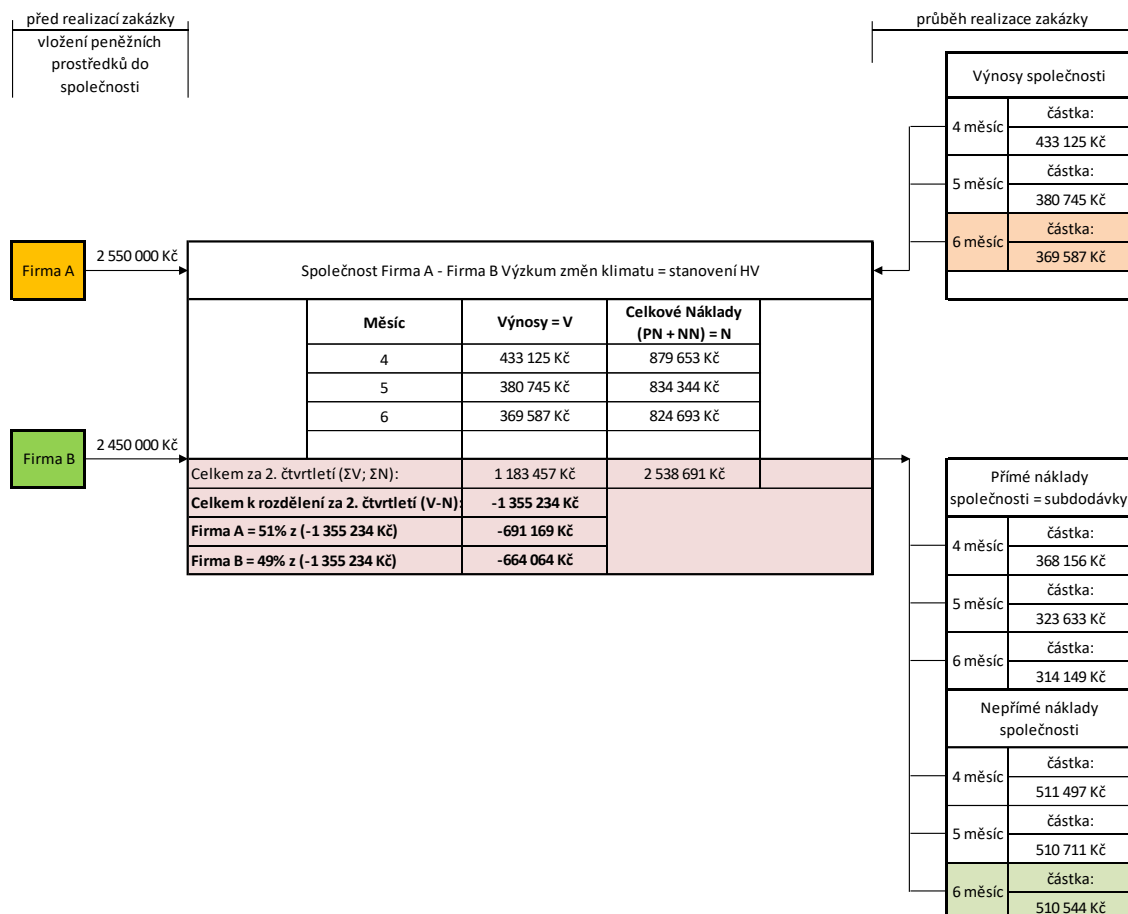 před realizací zakázky
vložení peněžních
prostředků do
společnosti
průběh realizace zakázky
Výnosy společnosti
4 měsíc
částka:
433 125 Kč
5 měsíc
částka:
380 745 Kč
6 měsíc
částka:
369 587 Kč
Firma A
2 550 000 Kč
Firma B
2 450 000 Kč
Společnost Firma A - Firma B Výzkum změn klimatu = stanovení HV
Měsíc Výnosy = V Celkové Náklady
(PN + NN) = N
4 433 125 Kč 879 653 Kč
5 380 745 Kč 834 344 Kč
6 369 587 Kč 824 693 Kč
Celkem za 2. čtvrtletí (ΣV; ΣN): 1 183 457 Kč 2 538 691 Kč
Celkem k rozdělení za 2. čtvrtletí (V-N): -1 355 234 Kč
Firma A = 51% z (-1 355 234 Kč) -691 169 Kč
Firma B = 49% z (-1 355 234 Kč) -664 064 Kč
Přímé náklady
společnosti = subdodávky
4 měsíc
částka:
368 156 Kč
5 měsíc
částka:
323 633 Kč
6 měsíc
částka:
314 149 Kč
Nepřímé náklady
společnosti
4 měsíc
částka:
511 497 Kč
5 měsíc
částka:
510 711 Kč
6 měsíc
částka:
510 544 Kč